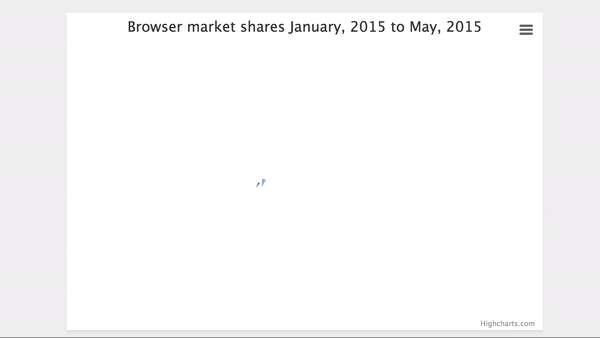 Browser market shares January, 2015 to May, 2015
Highcharts.com